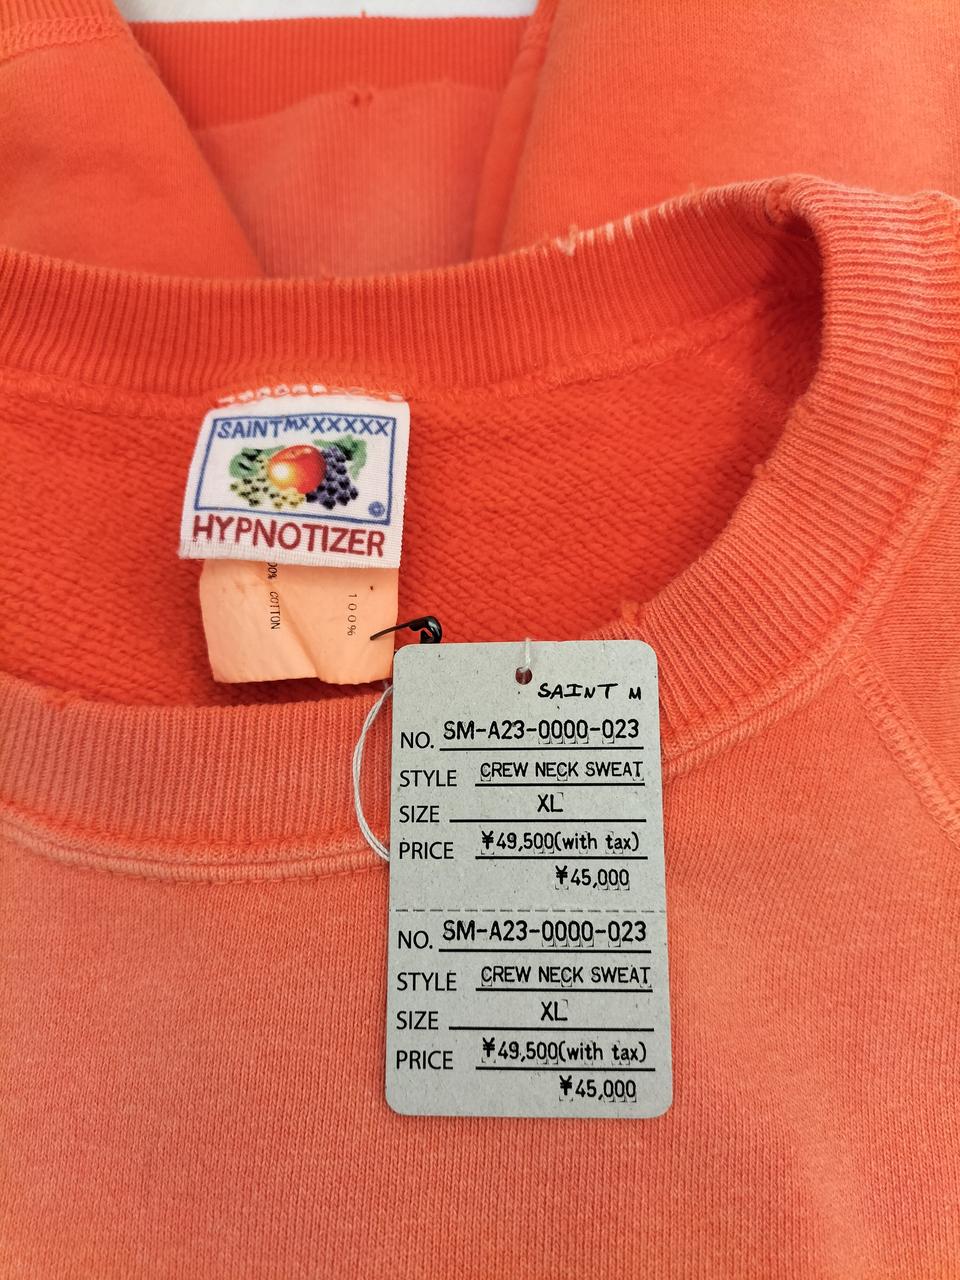 SAINT MXXXXXX
HYPNOTIZER
COTTON
100%
SAINT M
NO. SM-A23-0000-023
STYLE CREW NECK SWEAT
SIZE XL
PRICE ¥49,500(with tax)
¥45,000
NO. SM-A23-0000-023
STYLE CREW NECK SWEAT
SIZE XL
PRICE ¥49,500(with tax)
¥45,000